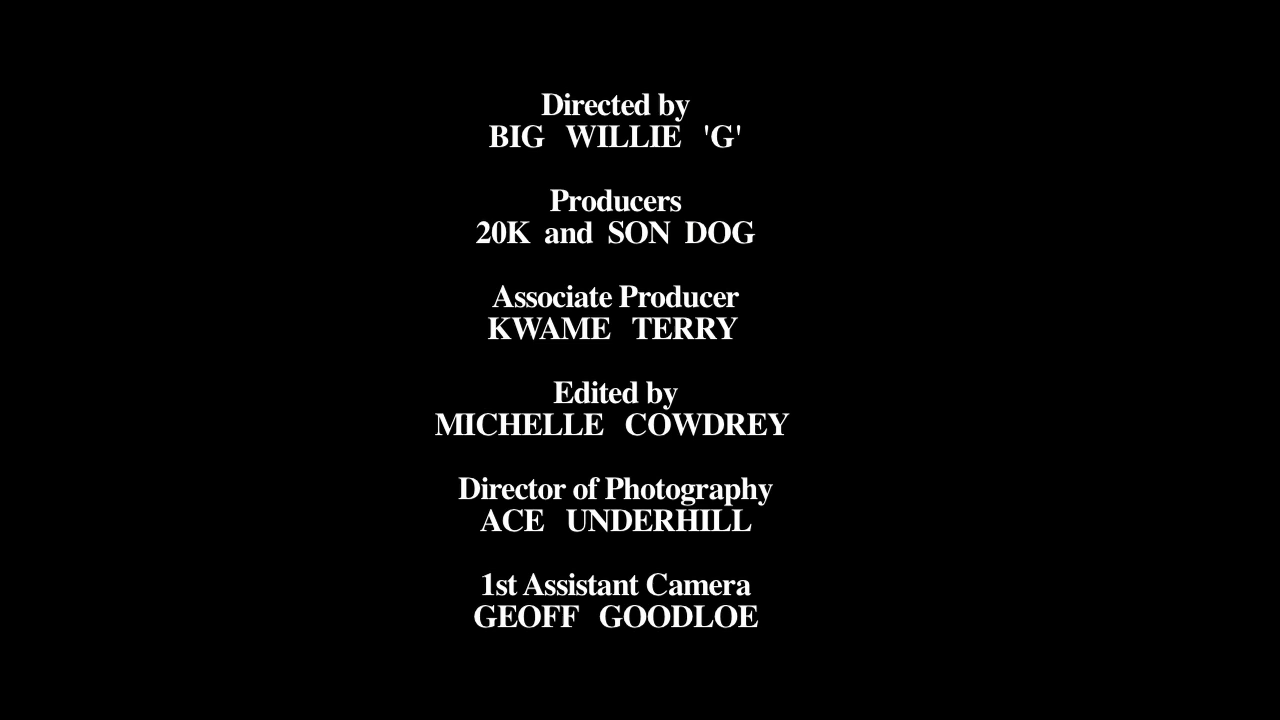 Directed by
BIG WILLIE 'G'
Producers
20K and SON DOG
Associate Producer
KWAME TERRY
Edited by
MICHELLE COWDREY
Director of Photography
ACE UNDERHILL
1st Assistant Camera
GEOFF GOODLOE